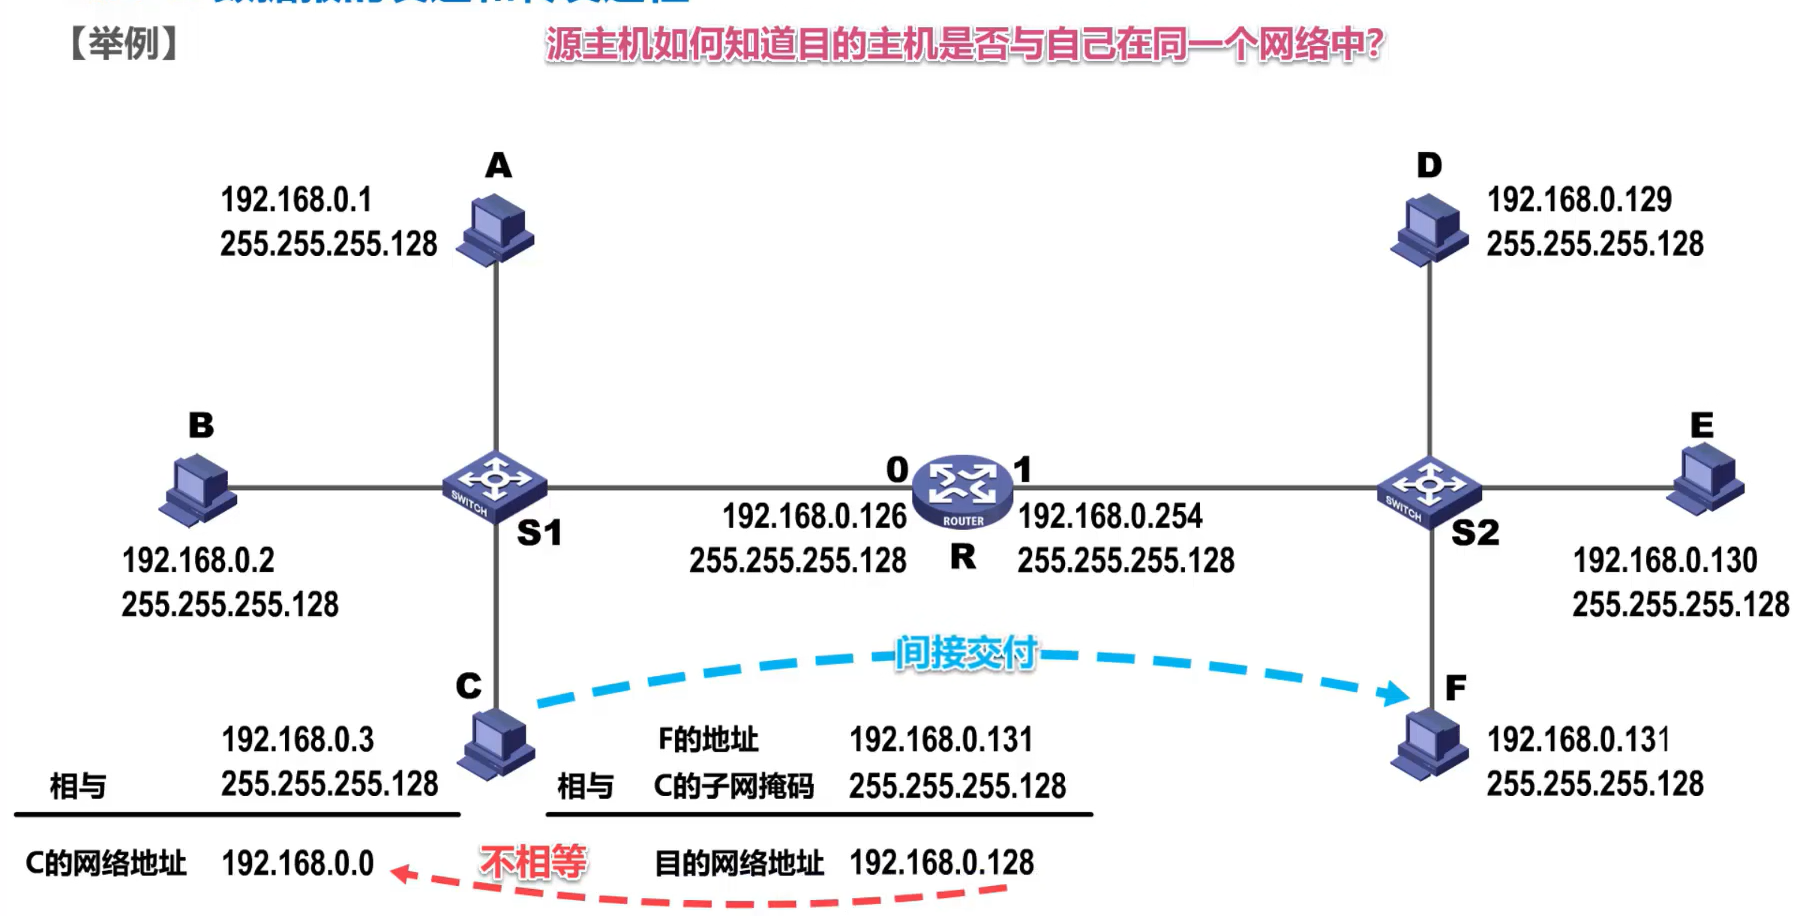 【举例】
源主机如何知道目的主机是否与自己在同一个网络中?
A
192.168.0.1
255.255.255.128
D
192.168.0.129
255.255.255.128
B
192.168.0.2
255.255.255.128
SWITCH
S1
0
1
192.168.0.126
255.255.255.128
ROUTER
R
192.168.0.254
255.255.255.128
SWITCH
S2
E
192.168.0.130
255.255.255.128
间接交付
C
192.168.0.3
相与 255.255.255.128
C的网络地址 192.168.0.0
F的地址 192.168.0.131
相与 C的子网掩码 255.255.255.128
不相等
目的网络地址 192.168.0.128
F
192.168.0.131
255.255.255.128